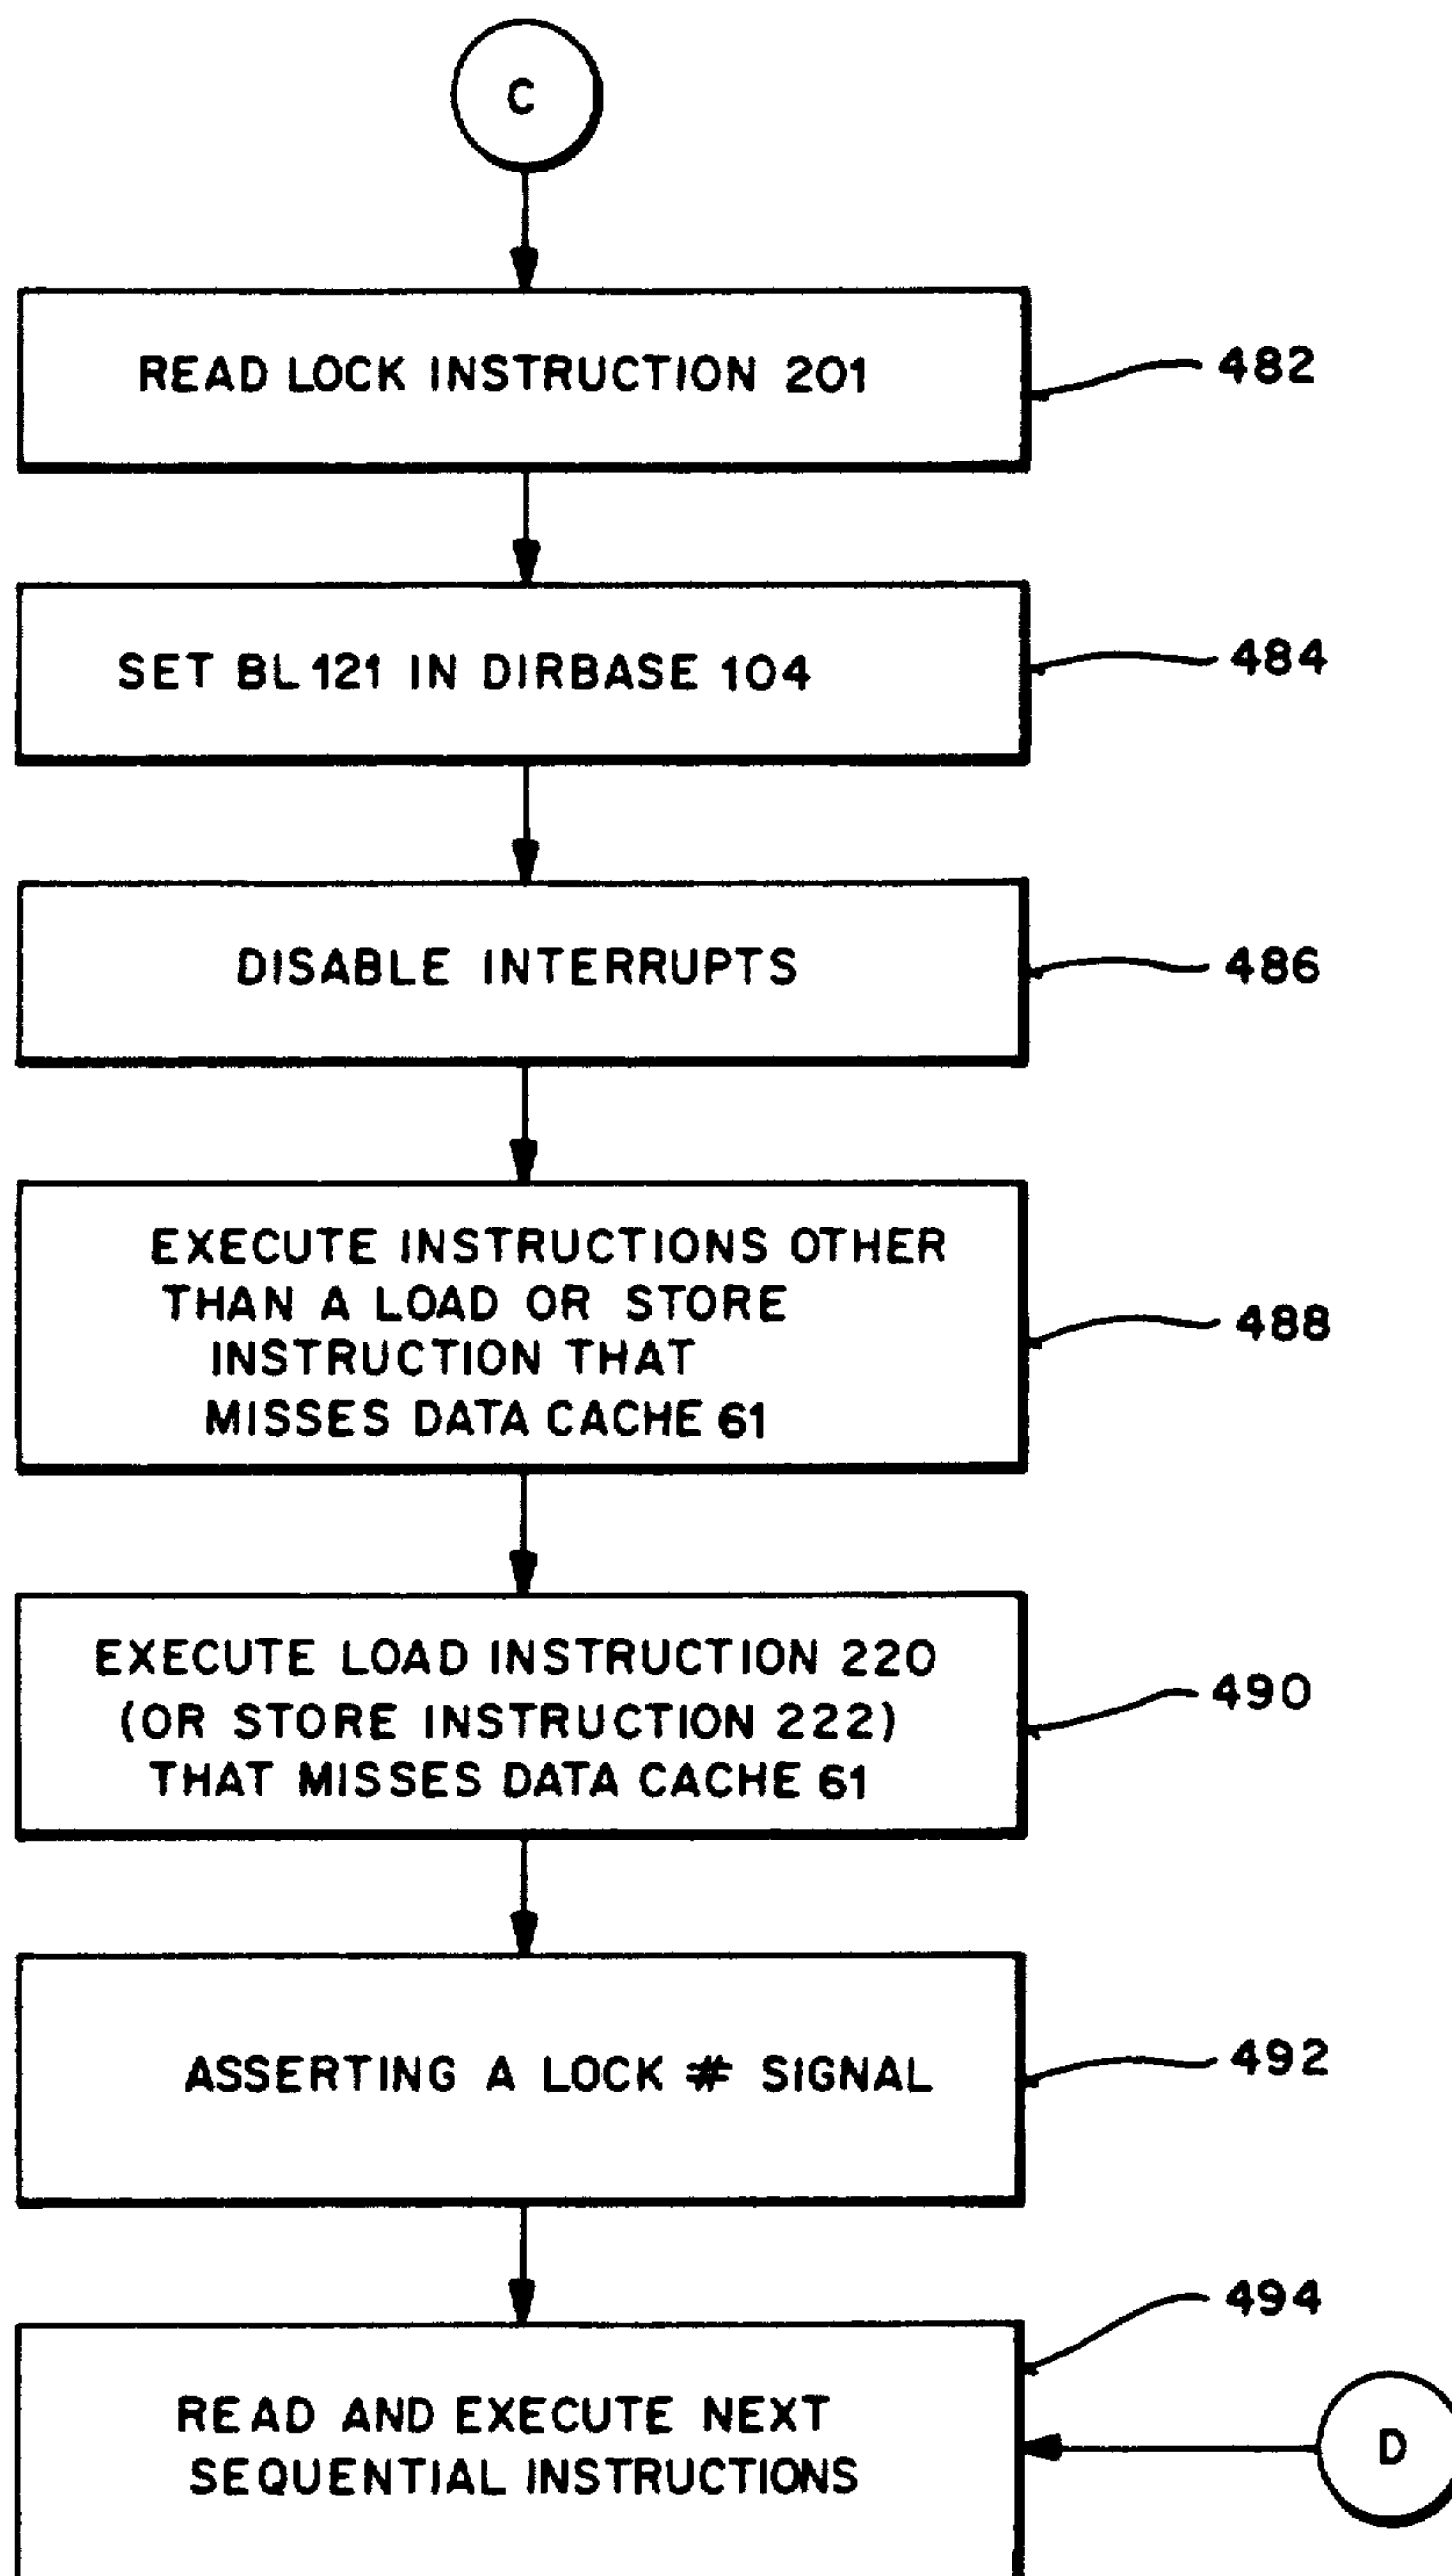 C
READ LOCK INSTRUCTION 201
482
SET BL 121 IN DIRBASE 104
484
DISABLE INTERRUPTS
486
EXECUTE INSTRUCTIONS OTHER
THAN A LOAD OR STORE
INSTRUCTION THAT
MISSES DATA CACHE 61
488
EXECUTE LOAD INSTRUCTION 220
(OR STORE INSTRUCTION 222)
THAT MISSES DATA CACHE 61
490
ASSERTING A LOCK # SIGNAL
492
494
READ AND EXECUTE NEXT
SEQUENTIAL INSTRUCTIONS
D